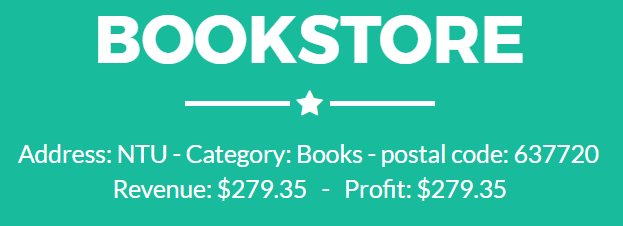 BOOKSTORE
Address: NTU - Category: Books - postal code: 637720
Revenue: $279.35 - Profit: $279.35